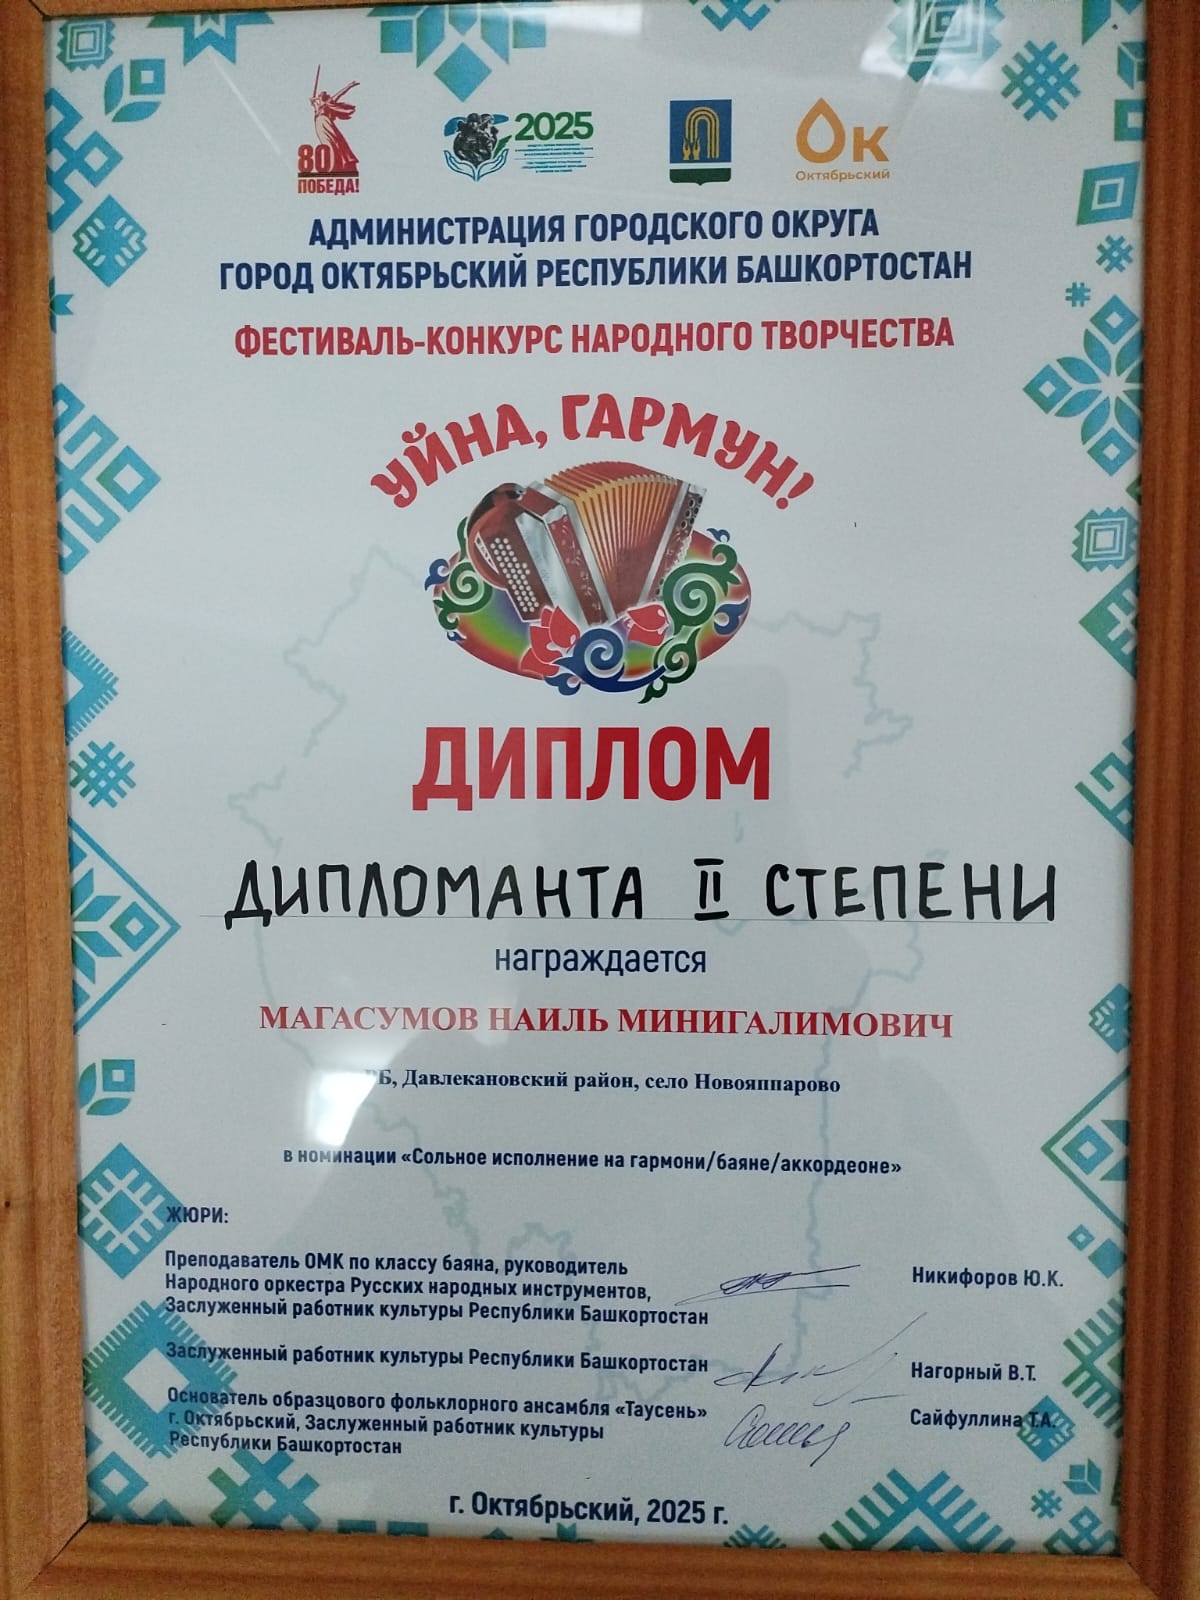 80
ПОБЕДА!
2025
Ок
Октябрьский
АДМИНИСТРАЦИЯ ГОРОДСКОГО ОКРУГА
ГОРОД ОКТЯБРЬСКИЙ РЕСПУБЛИКИ БАШКОРТОСТАН
ФЕСТИВАЛЬ-КОНКУРС НАРОДНОГО ТВОРЧЕСТВА
УЙНА, ГАРМУН!
ДИПЛОМ
ДИПЛОМАНТА II СТЕПЕНИ
награждается
МАГАСУМОВ НАИЛЬ МИНИГАЛИМОВИЧ
РБ, Давлекановский район, село Новояппарово
в номинации «Сольное исполнение на гармони/баяне/аккордеоне»
ЖЮРИ:
Преподаватель ОМК по классу баяна, руководитель
Народного оркестра Русских народных инструментов,
Заслуженный работник культуры Республики Башкортостан
Никифоров Ю.К.
Заслуженный работник культуры Республики Башкортостан
Нагорный В.Т.
Основатель образцового фольклорного ансамбля «Таусень»
г. Октябрьский, Заслуженный работник культуры
Республики Башкортостан
Сайфуллина Т.А.
г. Октябрьский, 2025 г.